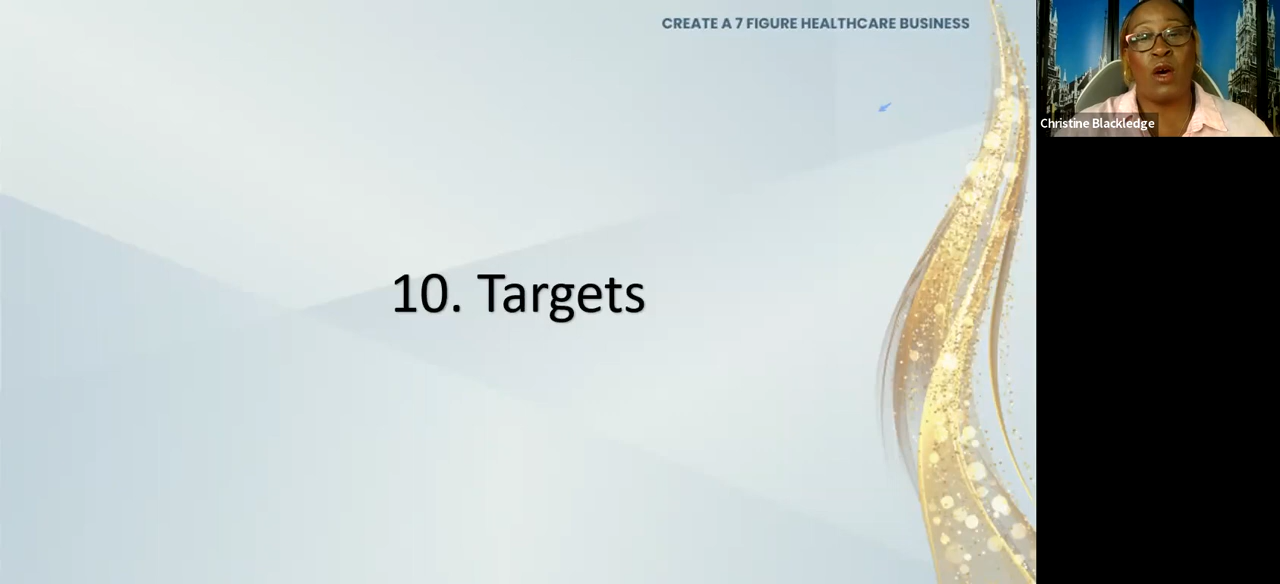 CREATE A 7 FIGURE HEALTHCARE BUSINESS
Christine Blackledge
10. Targets